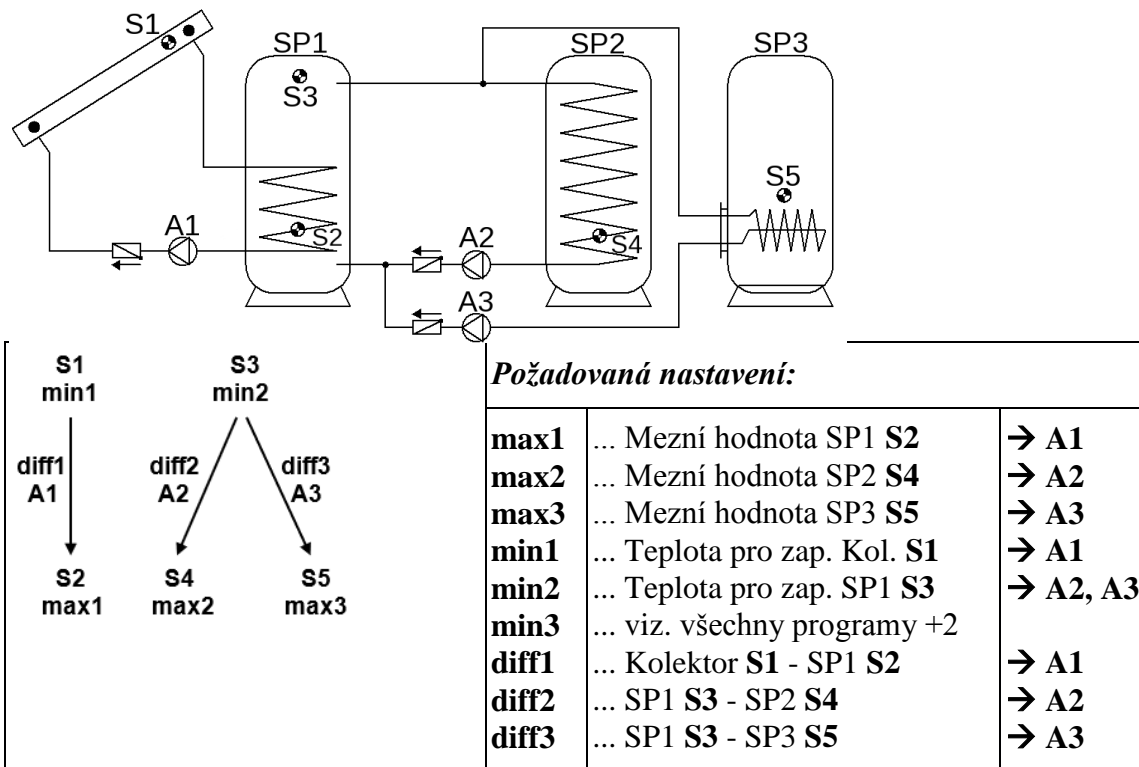 S1
SP1
SP2
SP3
S3
S5
A1
S2
A2
S4
A3
S1
min1
S3
min2
diff1
A1
diff2
A2
diff3
A3
S2
max1
S4
max2
S5
max3
Požadovaná nastavení:
max1 ... Mezní hodnota SP1 S2 → A1
max2 ... Mezní hodnota SP2 S4 → A2
max3 ... Mezní hodnota SP3 S5 → A3
min1 ... Teplota pro zap. Kol. S1 → A1
min2 ... Teplota pro zap. SP1 S3 → A2, A3
min3 ... viz. všechny programy +2
diff1 ... Kolektor S1 - SP1 S2 → A1
diff2 ... SP1 S3 - SP2 S4 → A2
diff3 ... SP1 S3 - SP3 S5 → A3